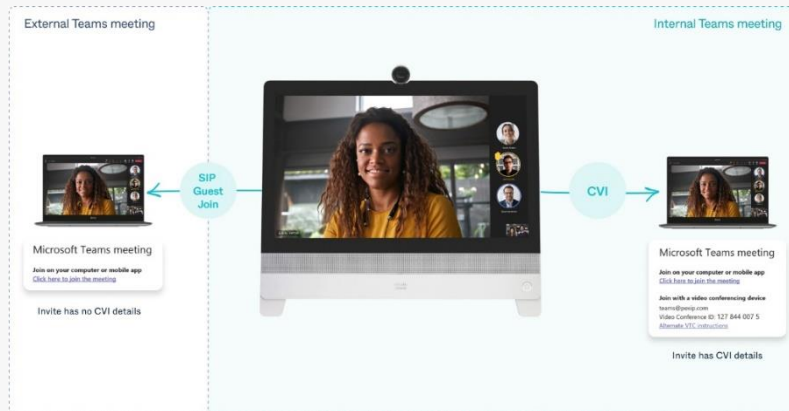 External Teams meeting
Internal Teams meeting
SIP
Guest
Join
CVI
Microsoft Teams meeting
Join on your computer or mobile app
Click here to join the meeting
Invite has no CVI details
Microsoft Teams meeting
Join on your computer or mobile app
Click here to join the meeting
Join with a video conferencing device
teams@pexip.com
Video Conference ID: 127 844 007 5
Alternate VTC instructions
Invite has CVI details